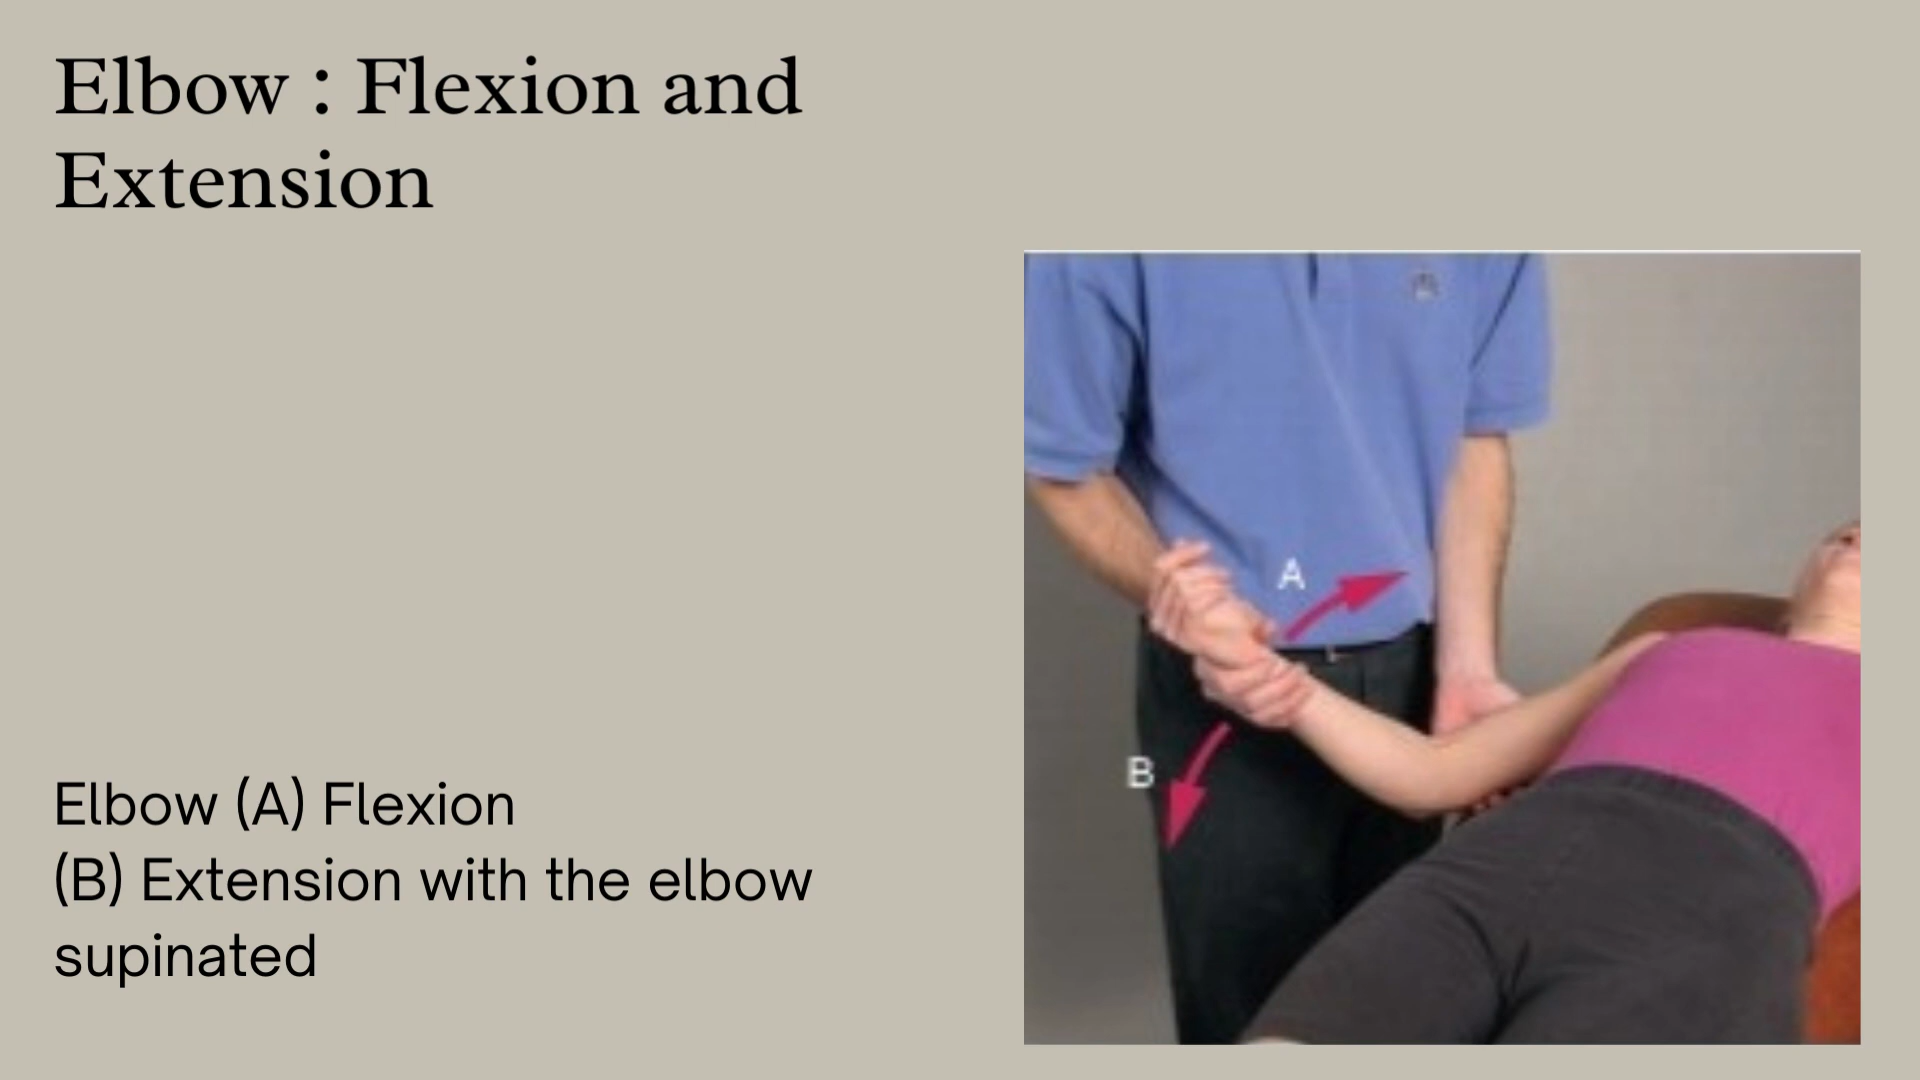 Elbow : Flexion and
Extension
A
B
Elbow (A) Flexion
(B) Extension with the elbow
supinated